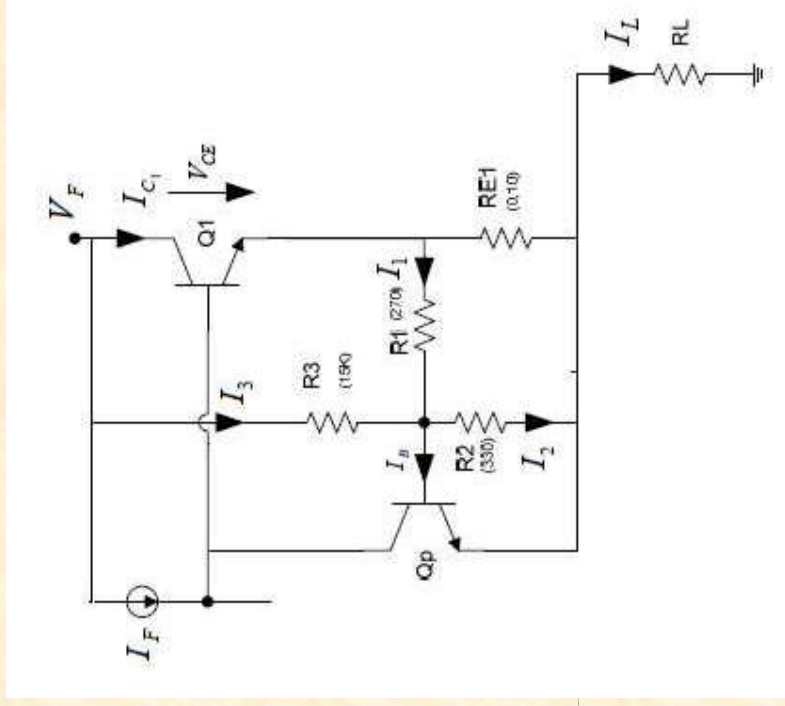 V_F
I_C1
V_CE
Q1
I_F
I_3
R3
(15K)
R1 (270)
I_1
RE1
(0,10)
I_L
RL
I_B
R2
(330)
I_2
Qp